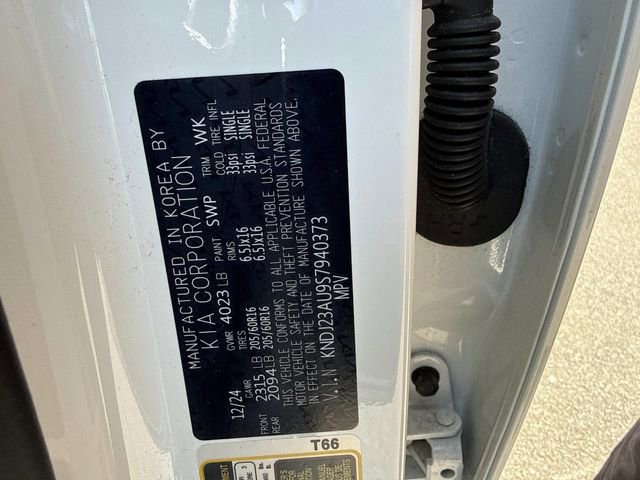 MANUFACTURED IN KOREA BY
KIA CORPORATION
12/24 GVWR 4023 LB PAINT SWP TRIM WK
GAWR TIRES RIMS COLD TIRE INFL
FRONT 2315 LB 205/60R16 6.5Jx16 33psi SINGLE
REAR 2094 LB 205/60R16 6.5Jx16 33psi SINGLE
THIS VEHICLE CONFORMS TO ALL APPLICABLE U.S.A. FEDERAL
MOTOR VEHICLE SAFETY AND THEFT PREVENTION STANDARDS
IN EFFECT ON THE DATE OF MANUFACTURE SHOWN ABOVE.
V.I.N KNDJ23AU9S7940373
MPV
T66